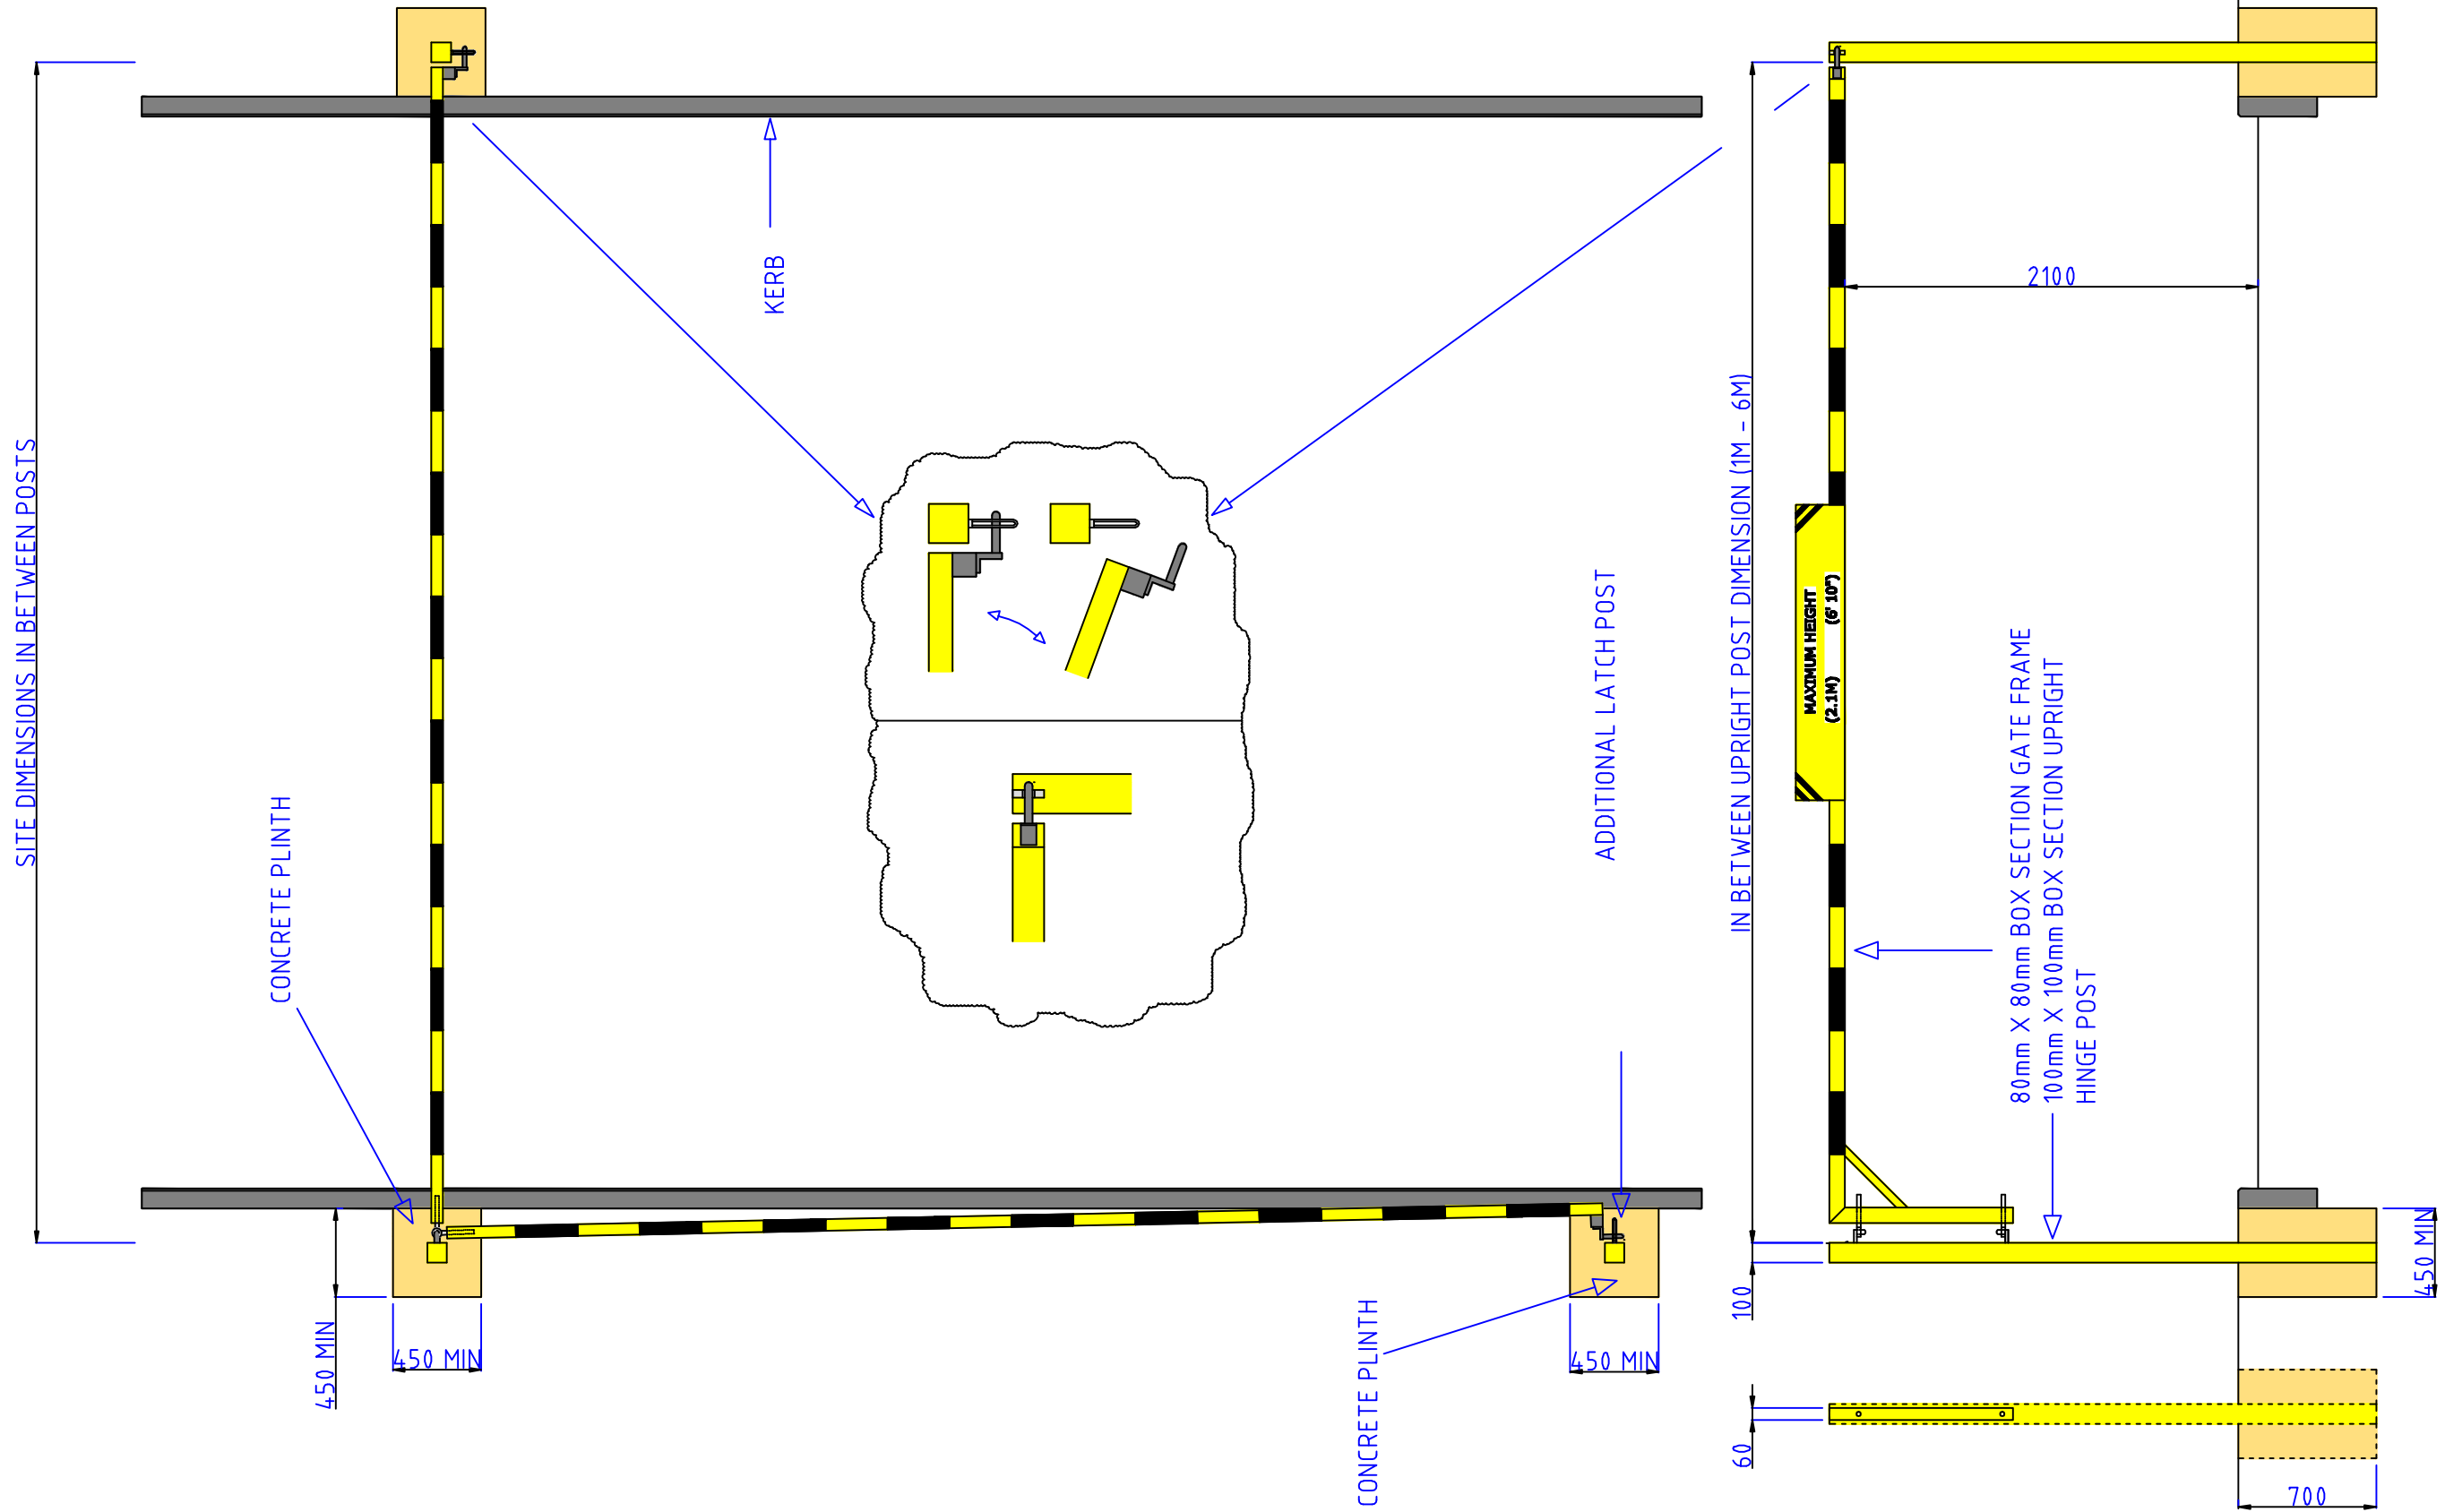 SITE DIMENSIONS IN BETWEEN POSTS
CONCRETE PLINTH
450 MIN
450 MIN
KERB
CONCRETE PLINTH
450 MIN
ADDITIONAL LATCH POST
IN BETWEEN UPRIGHT POST DIMENSION (1M - 6M)
100
60
MAXIMUM HEIGHT
(2.1M) (6' 10")
80mm X 80mm BOX SECTION GATE FRAME
100mm X 100mm BOX SECTION UPRIGHT
HINGE POST
2100
450 MIN
700